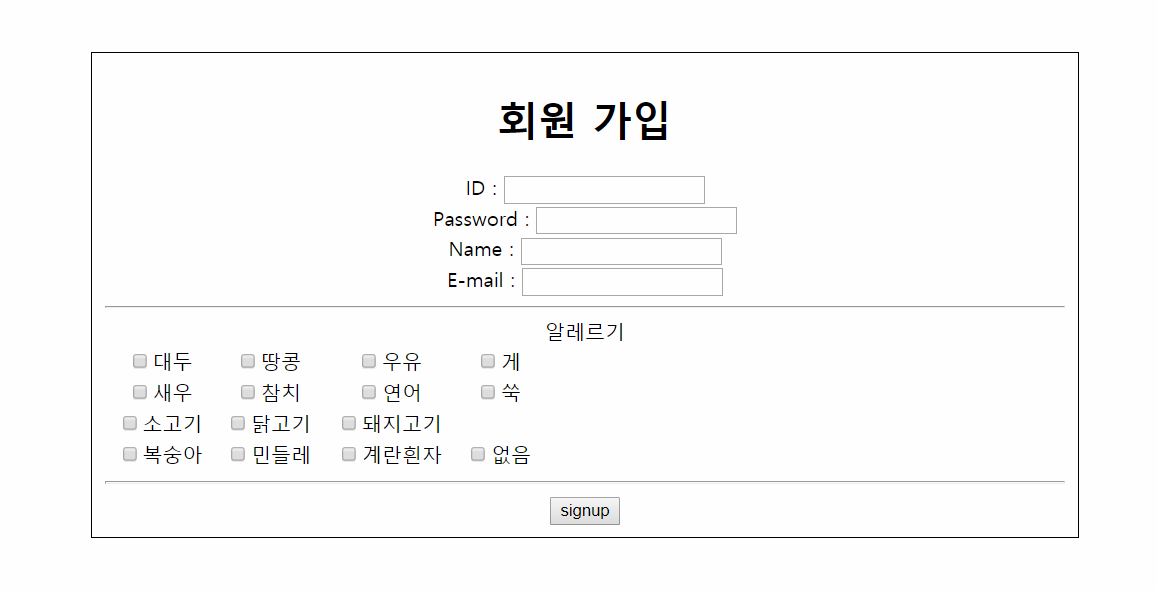 회원 가입
ID :
Password :
Name :
E-mail :
알레르기
대두 땅콩 우유 게
새우 참치 연어 쑥
소고기 닭고기 돼지고기
복숭아 민들레 계란흰자 없음
signup